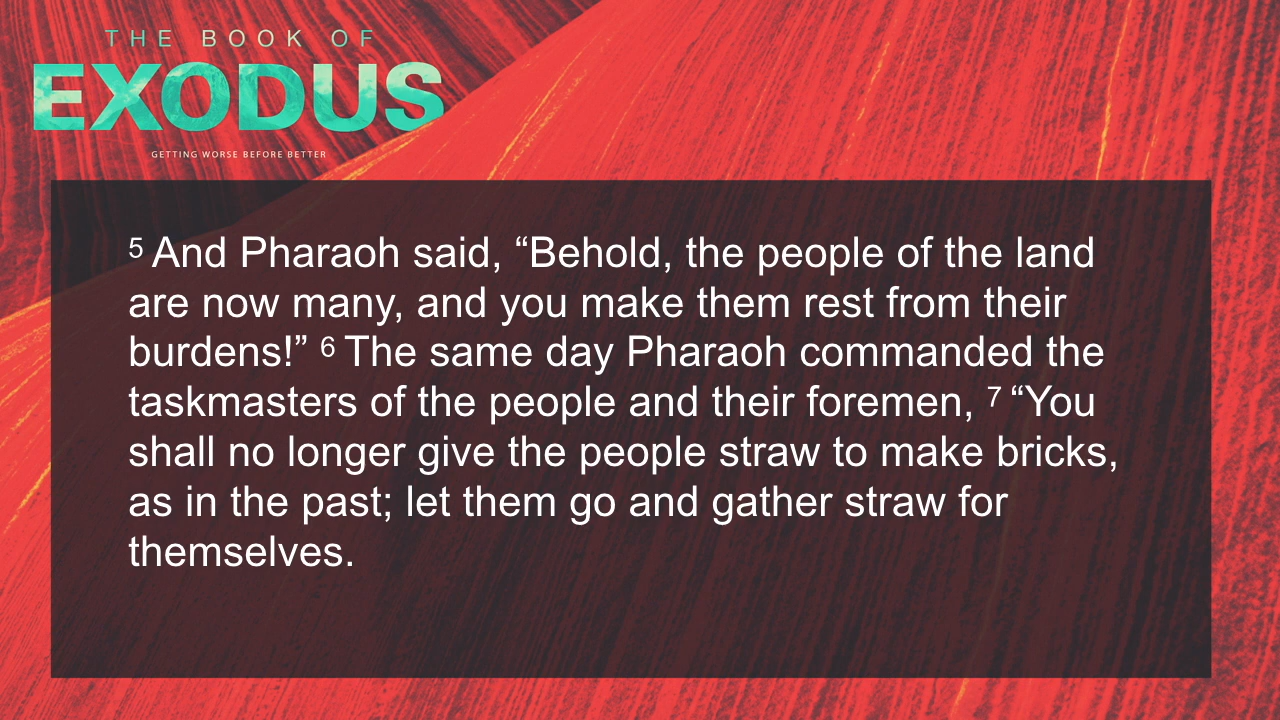 THE BOOK OF
EXODUS
GETTING WORSE BEFORE BETTER
5 And Pharaoh said, “Behold, the people of the land
are now many, and you make them rest from their
burdens!” 6 The same day Pharaoh commanded the
taskmasters of the people and their foremen, 7 “You
shall no longer give the people straw to make bricks,
as in the past; let them go and gather straw for
themselves.